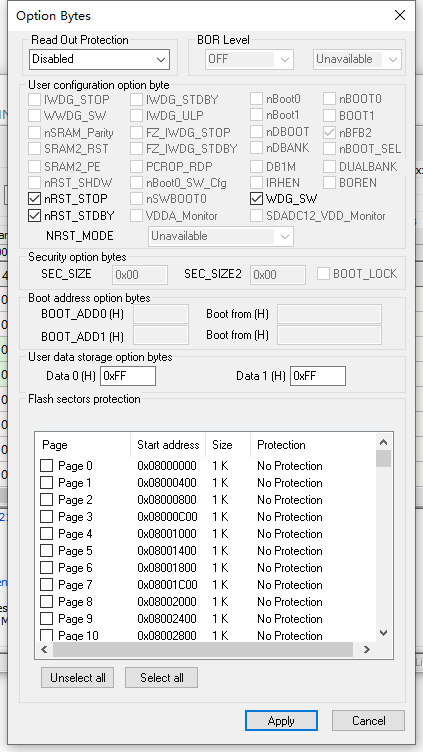 Option Bytes
Read Out Protection
Disabled
BOR Level
OFF
Unavailable
User configuration option byte
IWDG_STOP IWDG_STDBY nBoot0 nBOOT0
WWDG_SW IWDG_ULP nBoot1 BOOT1
nSRAM_Parity FZ_IWDG_STOP nDBOOT nBFB2
SRAM2_RST FZ_IWDG_STDBY nDBANK nBOOT_SEL
SRAM2_PE PCROP_RDP DB1M DUALBANK
nRST_SHDW nBoot0_SW_Cfg IRHEN BOREN
nRST_STOP nSWBOOT0 WDG_SW
nRST_STDBY VDDA_Monitor SDADC12_VDD_Monitor
NRST_MODE Unavailable
Security option bytes
SEC_SIZE 0x00 SEC_SIZE2 0x00 BOOT_LOCK
Boot address option bytes
BOOT_ADD0 (H) Boot from (H)
BOOT_ADD1 (H) Boot from (H)
User data storage option bytes
Data 0 (H) 0xFF Data 1 (H) 0xFF
Flash sectors protection
Page Start address Size Protection
Page 0 0x08000000 1 K No Protection
Page 1 0x08000400 1 K No Protection
Page 2 0x08000800 1 K No Protection
Page 3 0x08000C00 1 K No Protection
Page 4 0x08001000 1 K No Protection
Page 5 0x08001400 1 K No Protection
Page 6 0x08001800 1 K No Protection
Page 7 0x08001C00 1 K No Protection
Page 8 0x08002000 1 K No Protection
Page 9 0x08002400 1 K No Protection
Page 10 0x08002800 1 K No Protection
Unselect all Select all
Apply Cancel